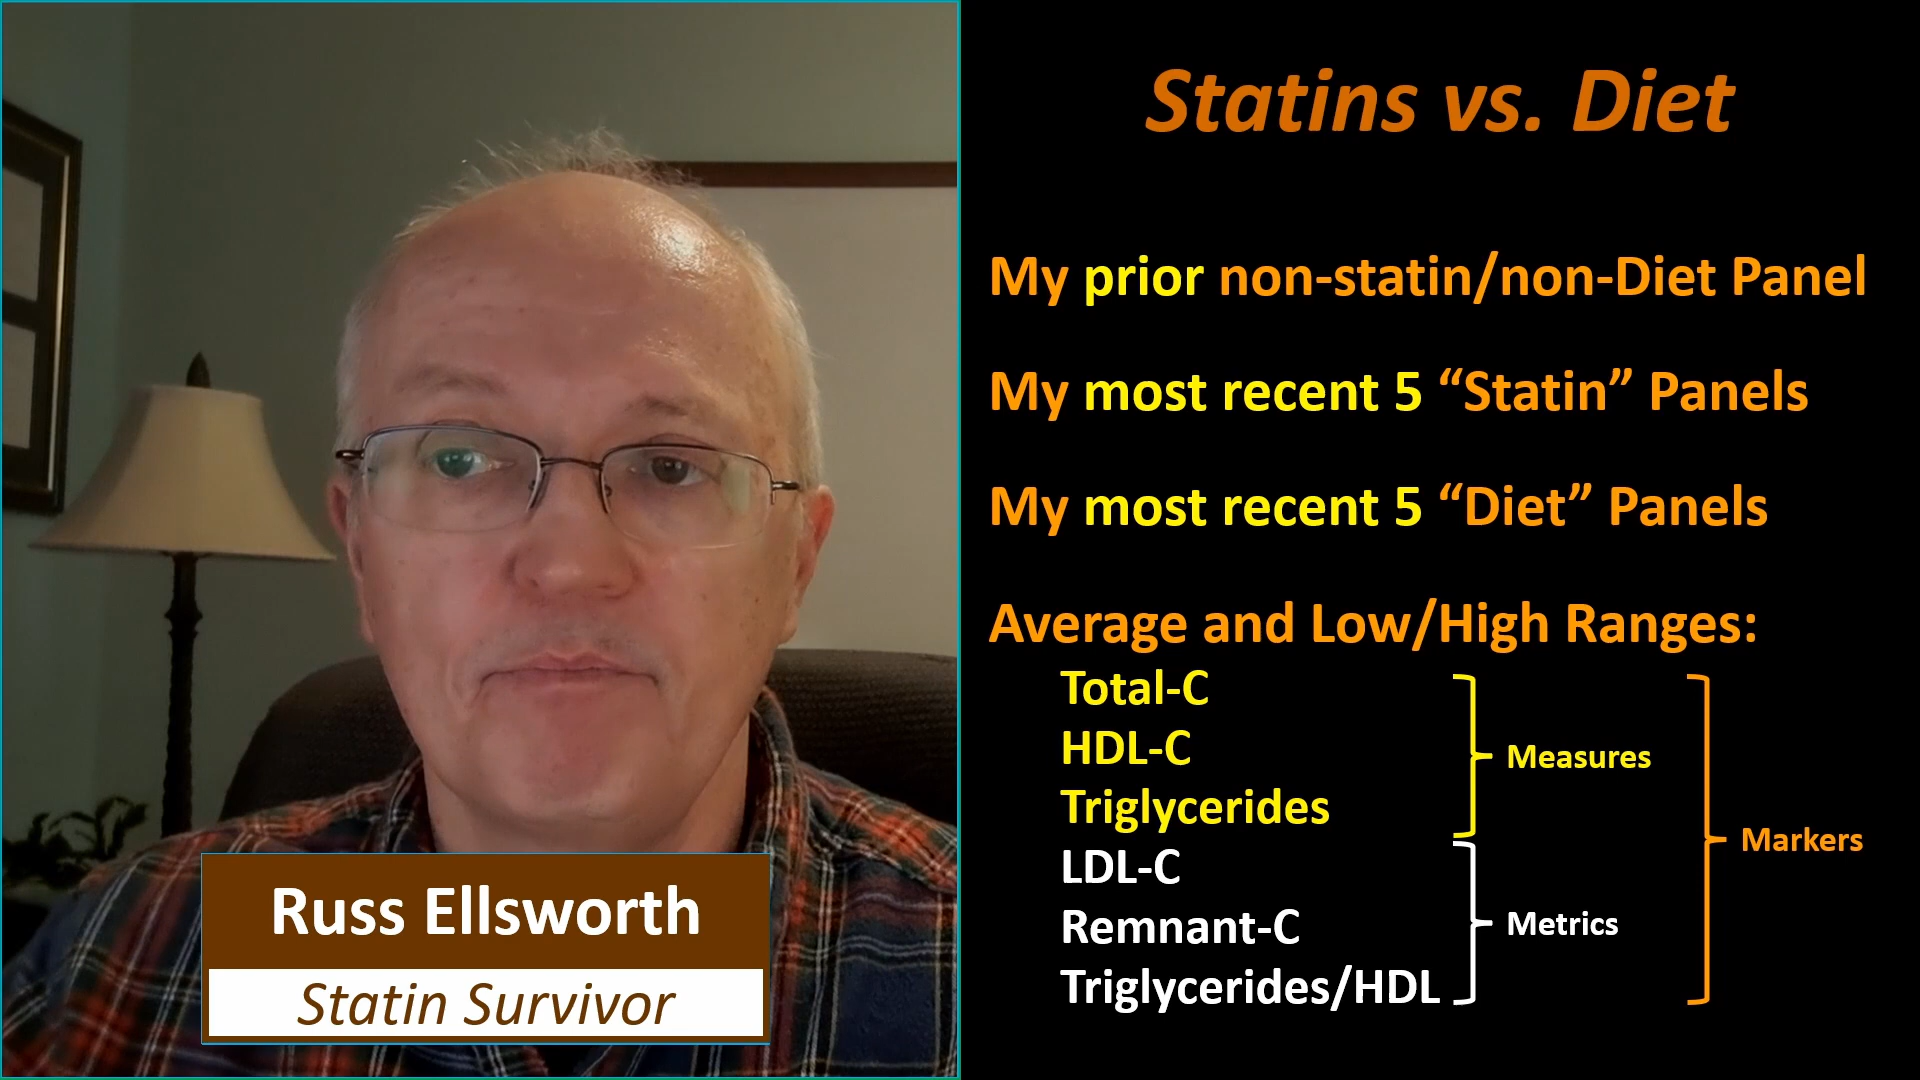 Statins vs. Diet
My prior non-statin/non-Diet Panel
My most recent 5 “Statin” Panels
My most recent 5 “Diet” Panels
Average and Low/High Ranges:
Total-C
HDL-C
Triglycerides
Measures
LDL-C
Remnant-C
Triglycerides/HDL
Metrics
Markers
Russ Ellsworth
Statin Survivor